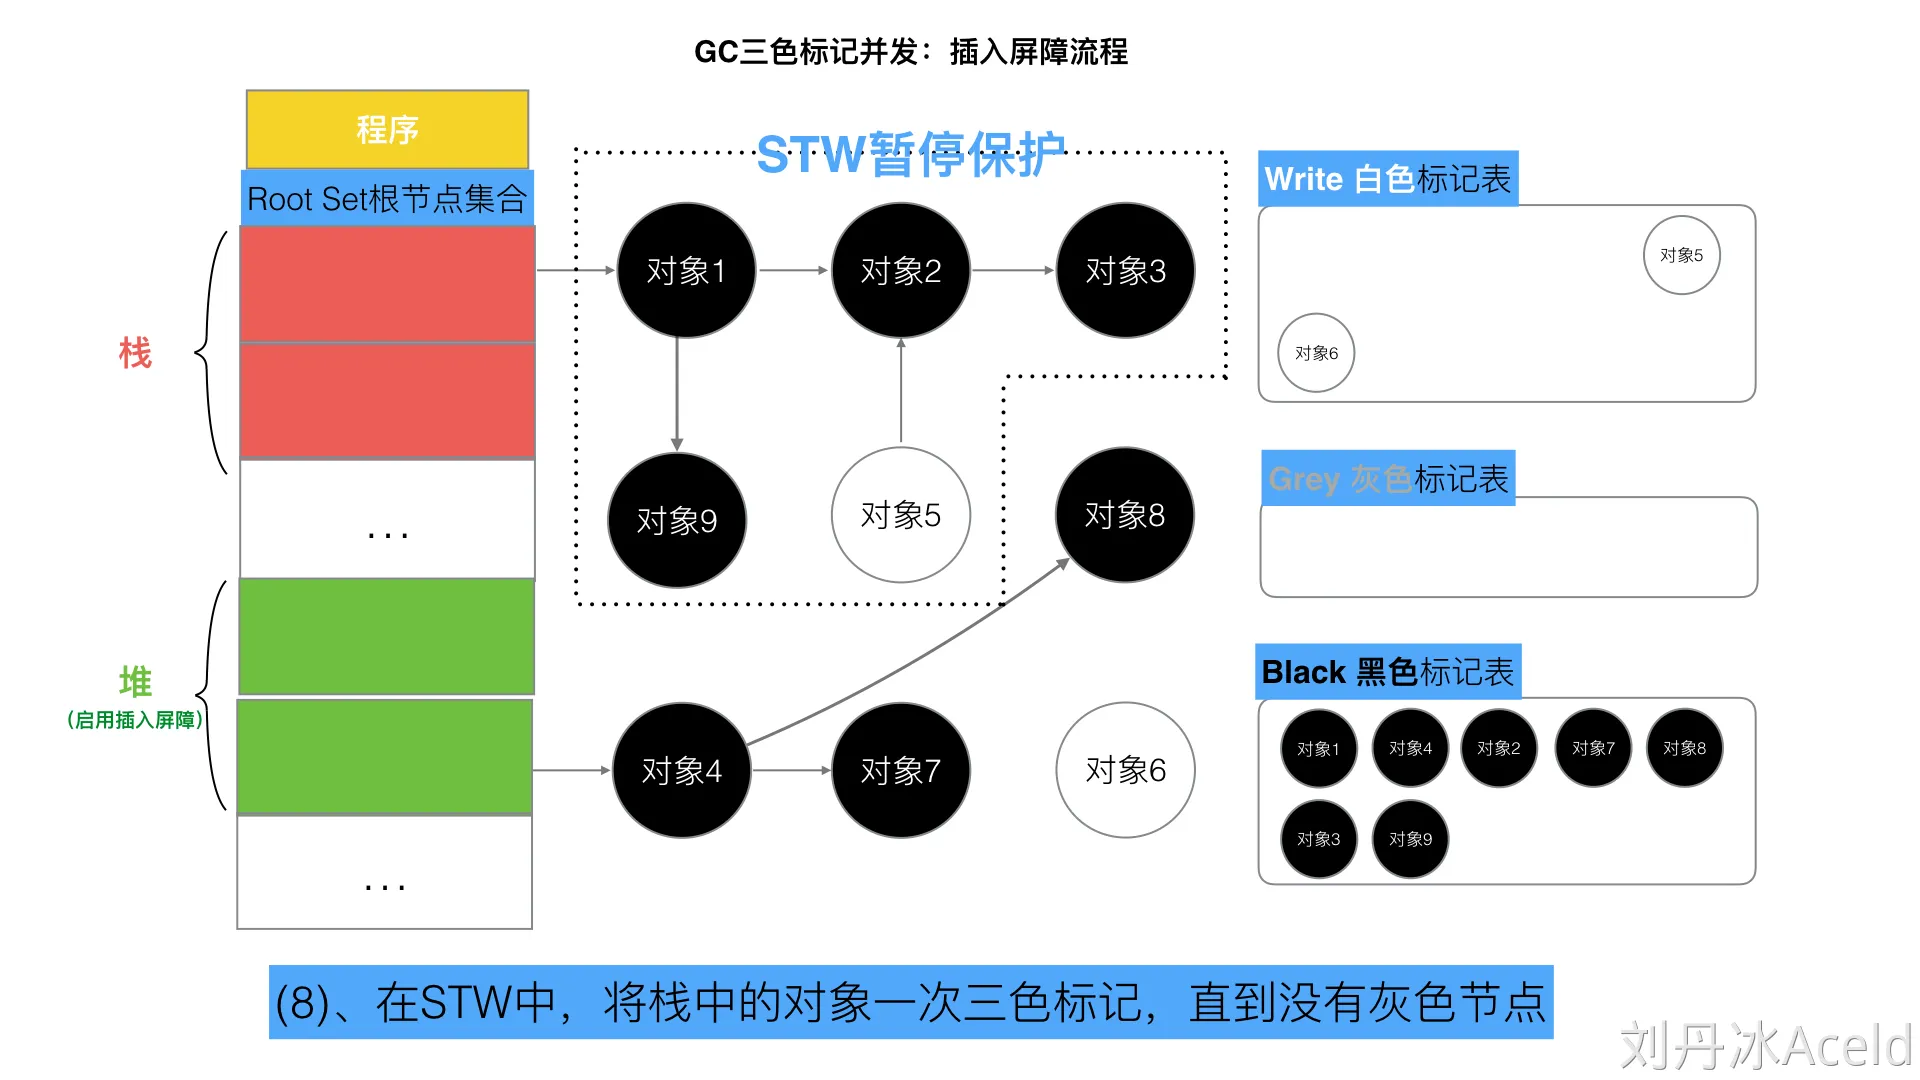 GC三色标记并发：插入屏障流程
程序
Root Set根节点集合
栈
...
堆
(启用插入屏障)
...
STW暂停保护
对象1
对象2
对象3
对象9
对象5
对象8
对象4
对象7
对象6
Write 白色标记表
对象5
对象6
Grey 灰色标记表
Black 黑色标记表
对象1
对象4
对象2
对象7
对象8
对象3
对象9
(8)、在STW中，将栈中的对象一次三色标记，直到没有灰色节点
刘丹冰Aceld